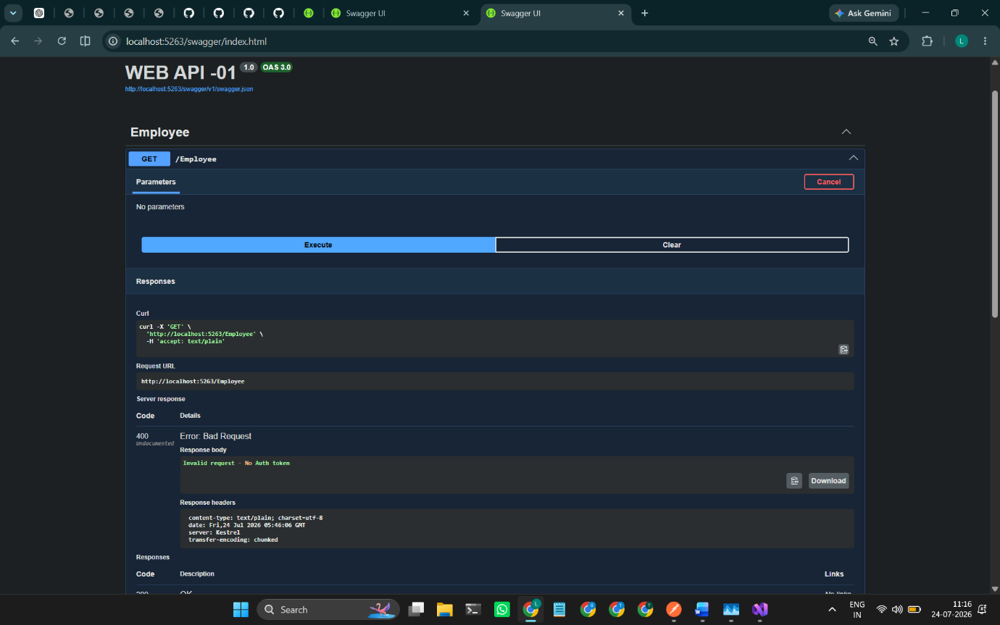 Swagger UI
Swagger UI
Ask Gemini
localhost:5263/swagger/index.html
L
WEB API -01 1.0 OAS 3.0
http://localhost:5263/swagger/v1/swagger.json
Employee
GET /Employee
Parameters
Cancel
No parameters
Execute
Clear
Responses
Curl
curl -X 'GET' \
'http://localhost:5263/Employee' \
-H 'accept: text/plain'
Request URL
http://localhost:5263/Employee
Server response
Code Details
400 Error: Bad Request
Undocumented
Response body
Invalid request - No Auth token
Download
Response headers
content-type: text/plain; charset=utf-8
date: Fri,24 Jul 2026 05:46:06 GMT
server: Kestrel
transfer-encoding: chunked
Responses
Code Description Links
200 OK No links
Search
ENG
IN
11:16
24-07-2026